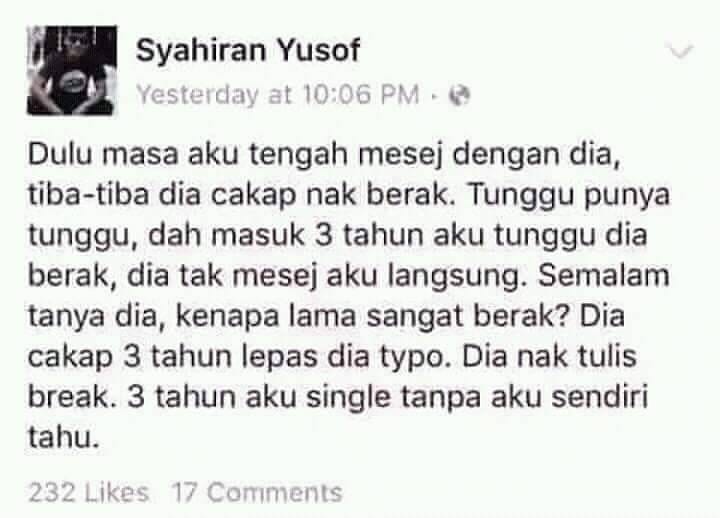 Syahiran Yusof
Yesterday at 10:06 PM ·
Dulu masa aku tengah mesej dengan dia,
tiba-tiba dia cakap nak berak. Tunggu punya
tunggu, dah masuk 3 tahun aku tunggu dia
berak, dia tak mesej aku langsung. Semalam
tanya dia, kenapa lama sangat berak? Dia
cakap 3 tahun lepas dia typo. Dia nak tulis
break. 3 tahun aku single tanpa aku sendiri
tahu.
232 Likes 17 Comments